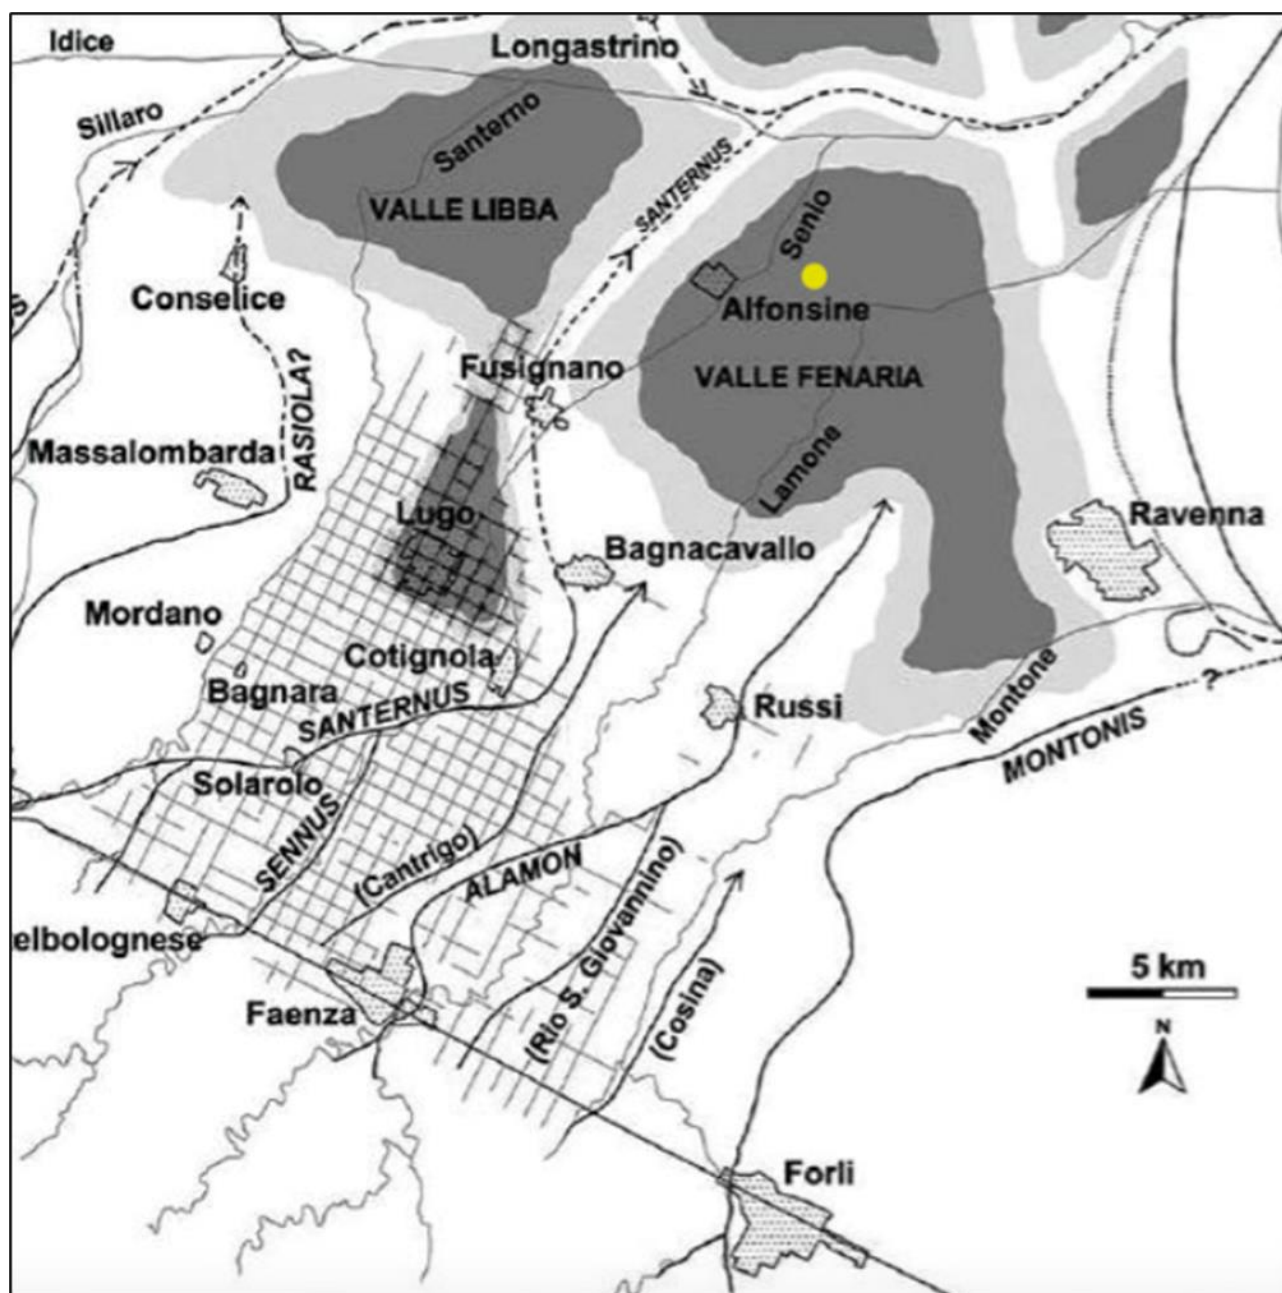 Idice
Longastrino
Sillaro
Santerno
SANTERNUS
VALLE LIBBA
Senio
Conselice
Alfonsine
RASIOLA?
Fusignano
VALLE FENARIA
Massalombarda
Lamone
Lugo
Ravenna
Bagnacavallo
Mordano
Cotignola
Bagnara
SANTERNUS
Russi
Montone
?
MONTONIS
Solarolo
SENNUS
(Cantrigo)
ALAMON
(Rio S. Giovannino)
elbolognese
(Cosina)
5 km
Faenza
N
Forli